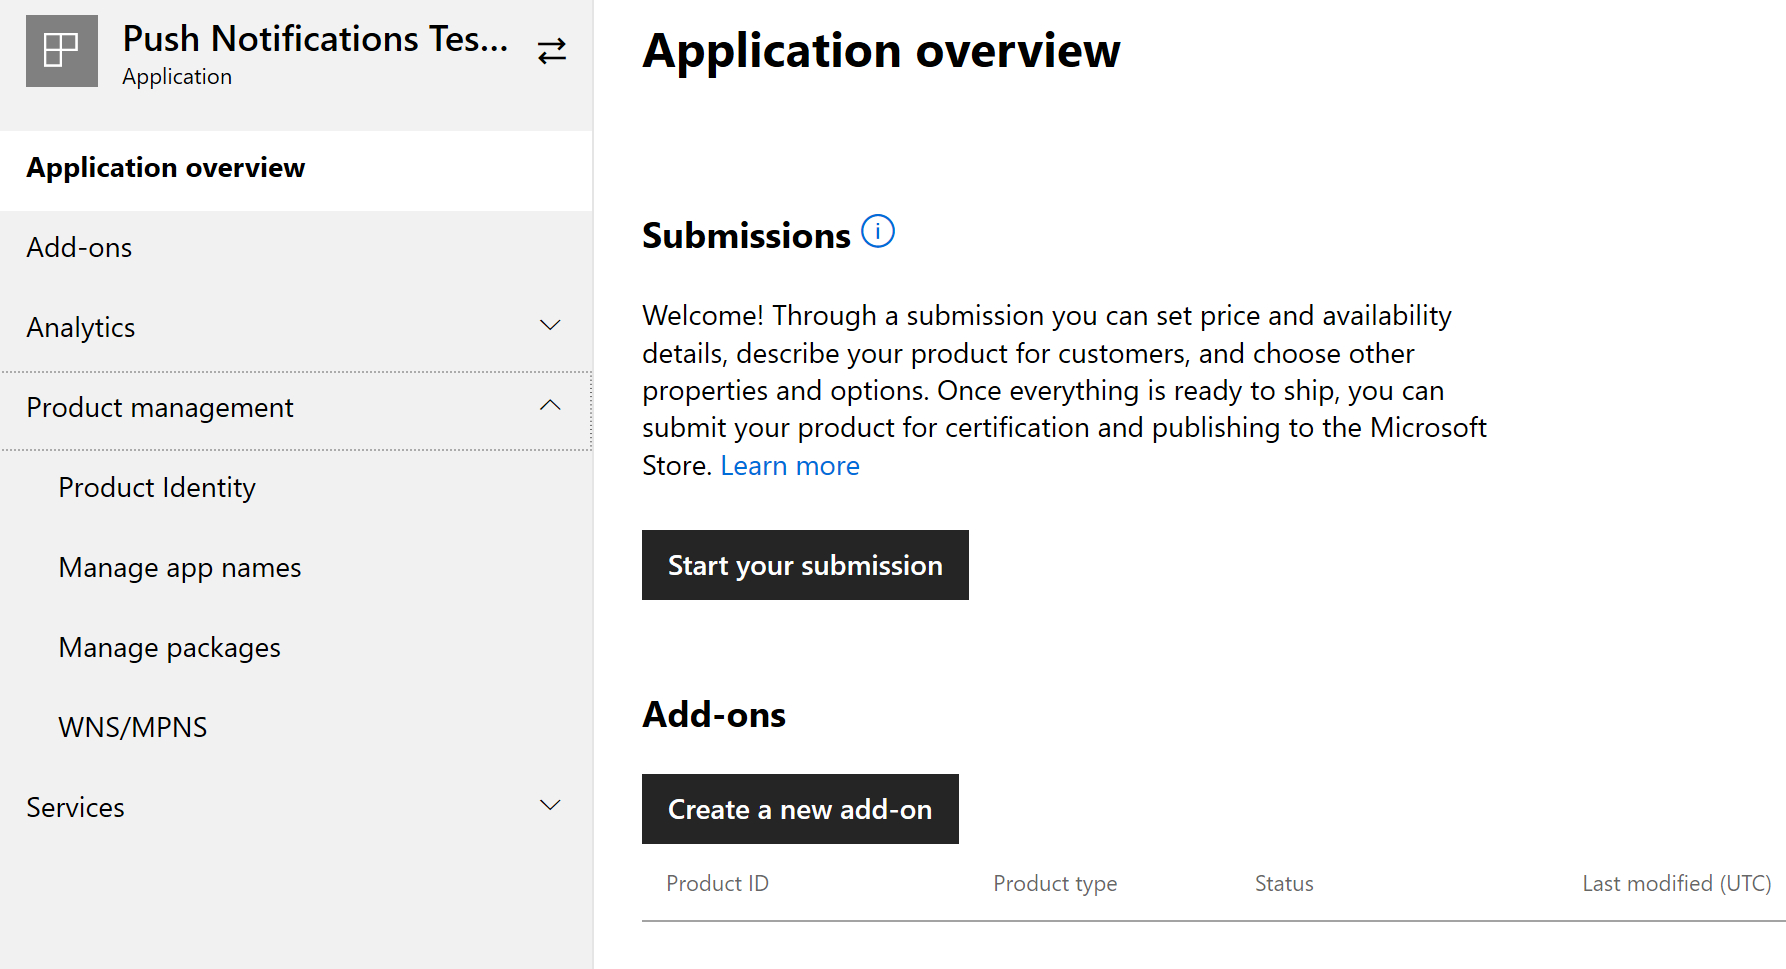 Push Notifications Tes...
Application
Application overview
Add-ons
Analytics
Product management
Product Identity
Manage app names
Manage packages
WNS/MPNS
Services
Application overview
Submissions
Welcome! Through a submission you can set price and availability
details, describe your product for customers, and choose other
properties and options. Once everything is ready to ship, you can
submit your product for certification and publishing to the Microsoft
Store. Learn more
Start your submission
Add-ons
Create a new add-on
Product ID Product type Status Last modified (UTC)